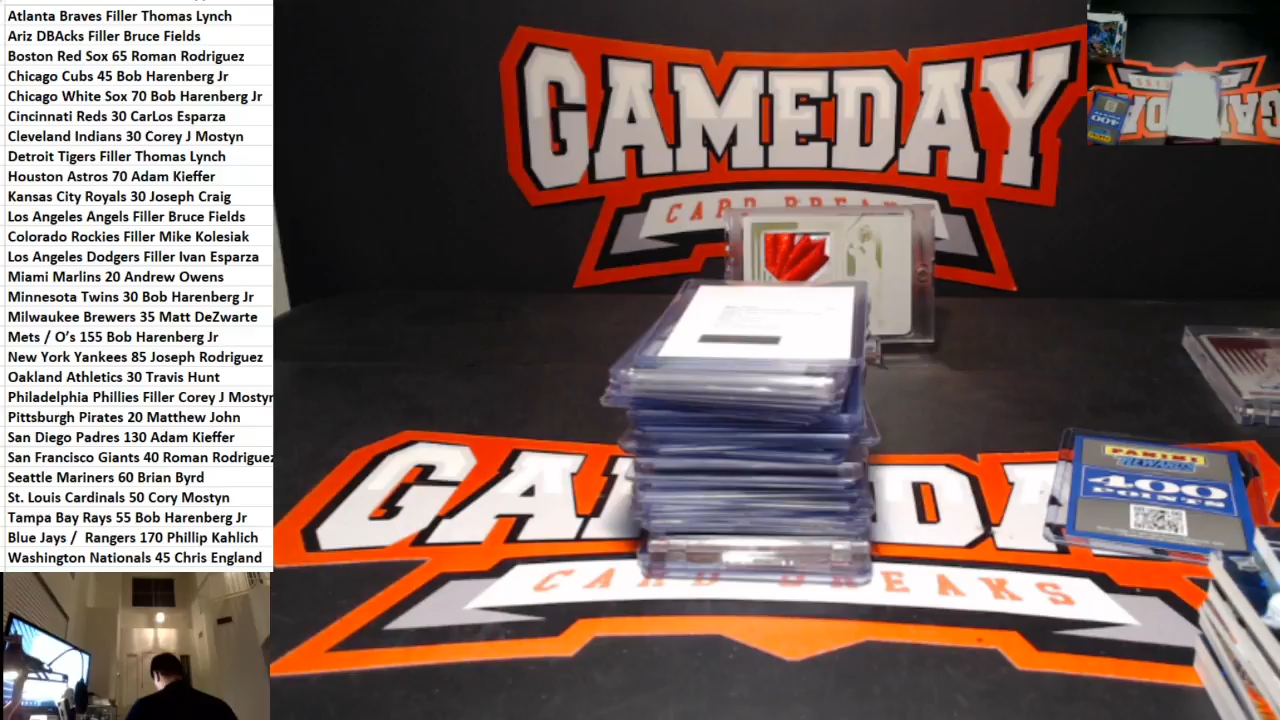 Atlanta Braves Filler Thomas Lynch
Ariz DBAcks Filler Bruce Fields
Boston Red Sox 65 Roman Rodriguez
Chicago Cubs 45 Bob Harenberg Jr
Chicago White Sox 70 Bob Harenberg Jr
Cincinnati Reds 30 CarLos Esparza
Cleveland Indians 30 Corey J Mostyn
Detroit Tigers Filler Thomas Lynch
Houston Astros 70 Adam Kieffer
Kansas City Royals 30 Joseph Craig
Los Angeles Angels Filler Bruce Fields
Colorado Rockies Filler Mike Kolesiak
Los Angeles Dodgers Filler Ivan Esparza
Miami Marlins 20 Andrew Owens
Minnesota Twins 30 Bob Harenberg Jr
Milwaukee Brewers 35 Matt DeZwarte
Mets / O's 155 Bob Harenberg Jr
New York Yankees 85 Joseph Rodriguez
Oakland Athletics 30 Travis Hunt
Philadelphia Phillies Filler Corey J Mostyn
Pittsburgh Pirates 20 Matthew John
San Diego Padres 130 Adam Kieffer
San Francisco Giants 40 Roman Rodriguez
Seattle Mariners 60 Brian Byrd
St. Louis Cardinals 50 Cory Mostyn
Tampa Bay Rays 55 Bob Harenberg Jr
Blue Jays / Rangers 170 Phillip Kahlich
Washington Nationals 45 Chris England
GAMEDAY
CARD BREAK
PANINI
REWARDS
400
POINTS
GA DA
CARD BREAKS
400
GA